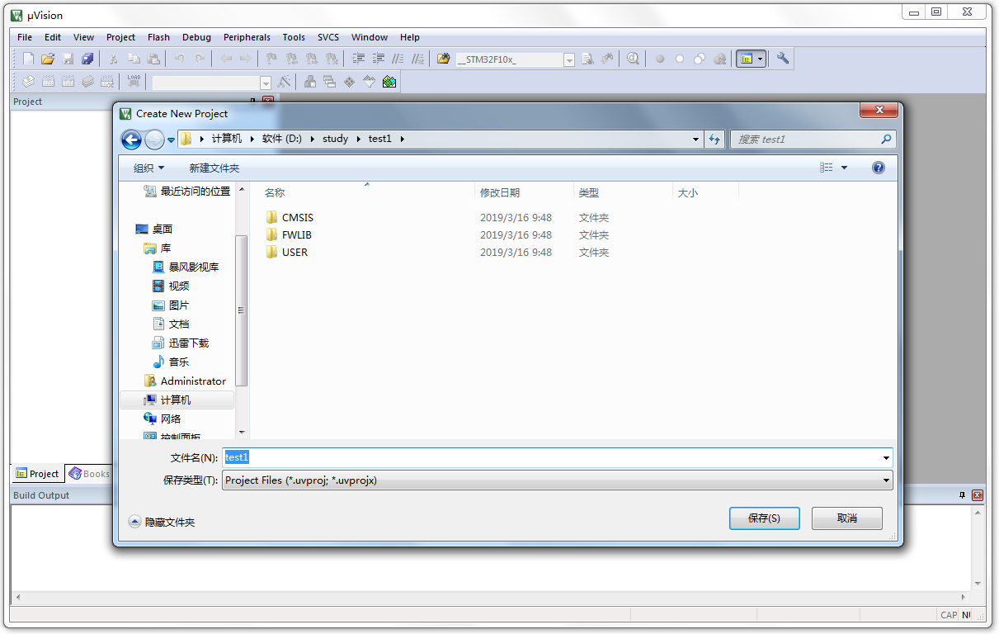 µVision
File Edit View Project Flash Debug Peripherals Tools SVCS Window Help
__STM32F10x_
LOAD
Project
Create New Project
计算机 软件 (D:) study test1
搜索 test1
组织 新建文件夹
最近访问的位置
桌面
库
暴风影视库
视频
图片
文档
迅雷下载
音乐
Administrator
计算机
网络
控制面板
名称 修改日期 类型 大小
CMSIS 2019/3/16 9:48 文件夹
FWLIB 2019/3/16 9:48 文件夹
USER 2019/3/16 9:48 文件夹
文件名(N): test1
保存类型(T): Project Files (*.uvproj; *.uvprojx)
隐藏文件夹
保存(S) 取消
Project Books
Build Output
CAP